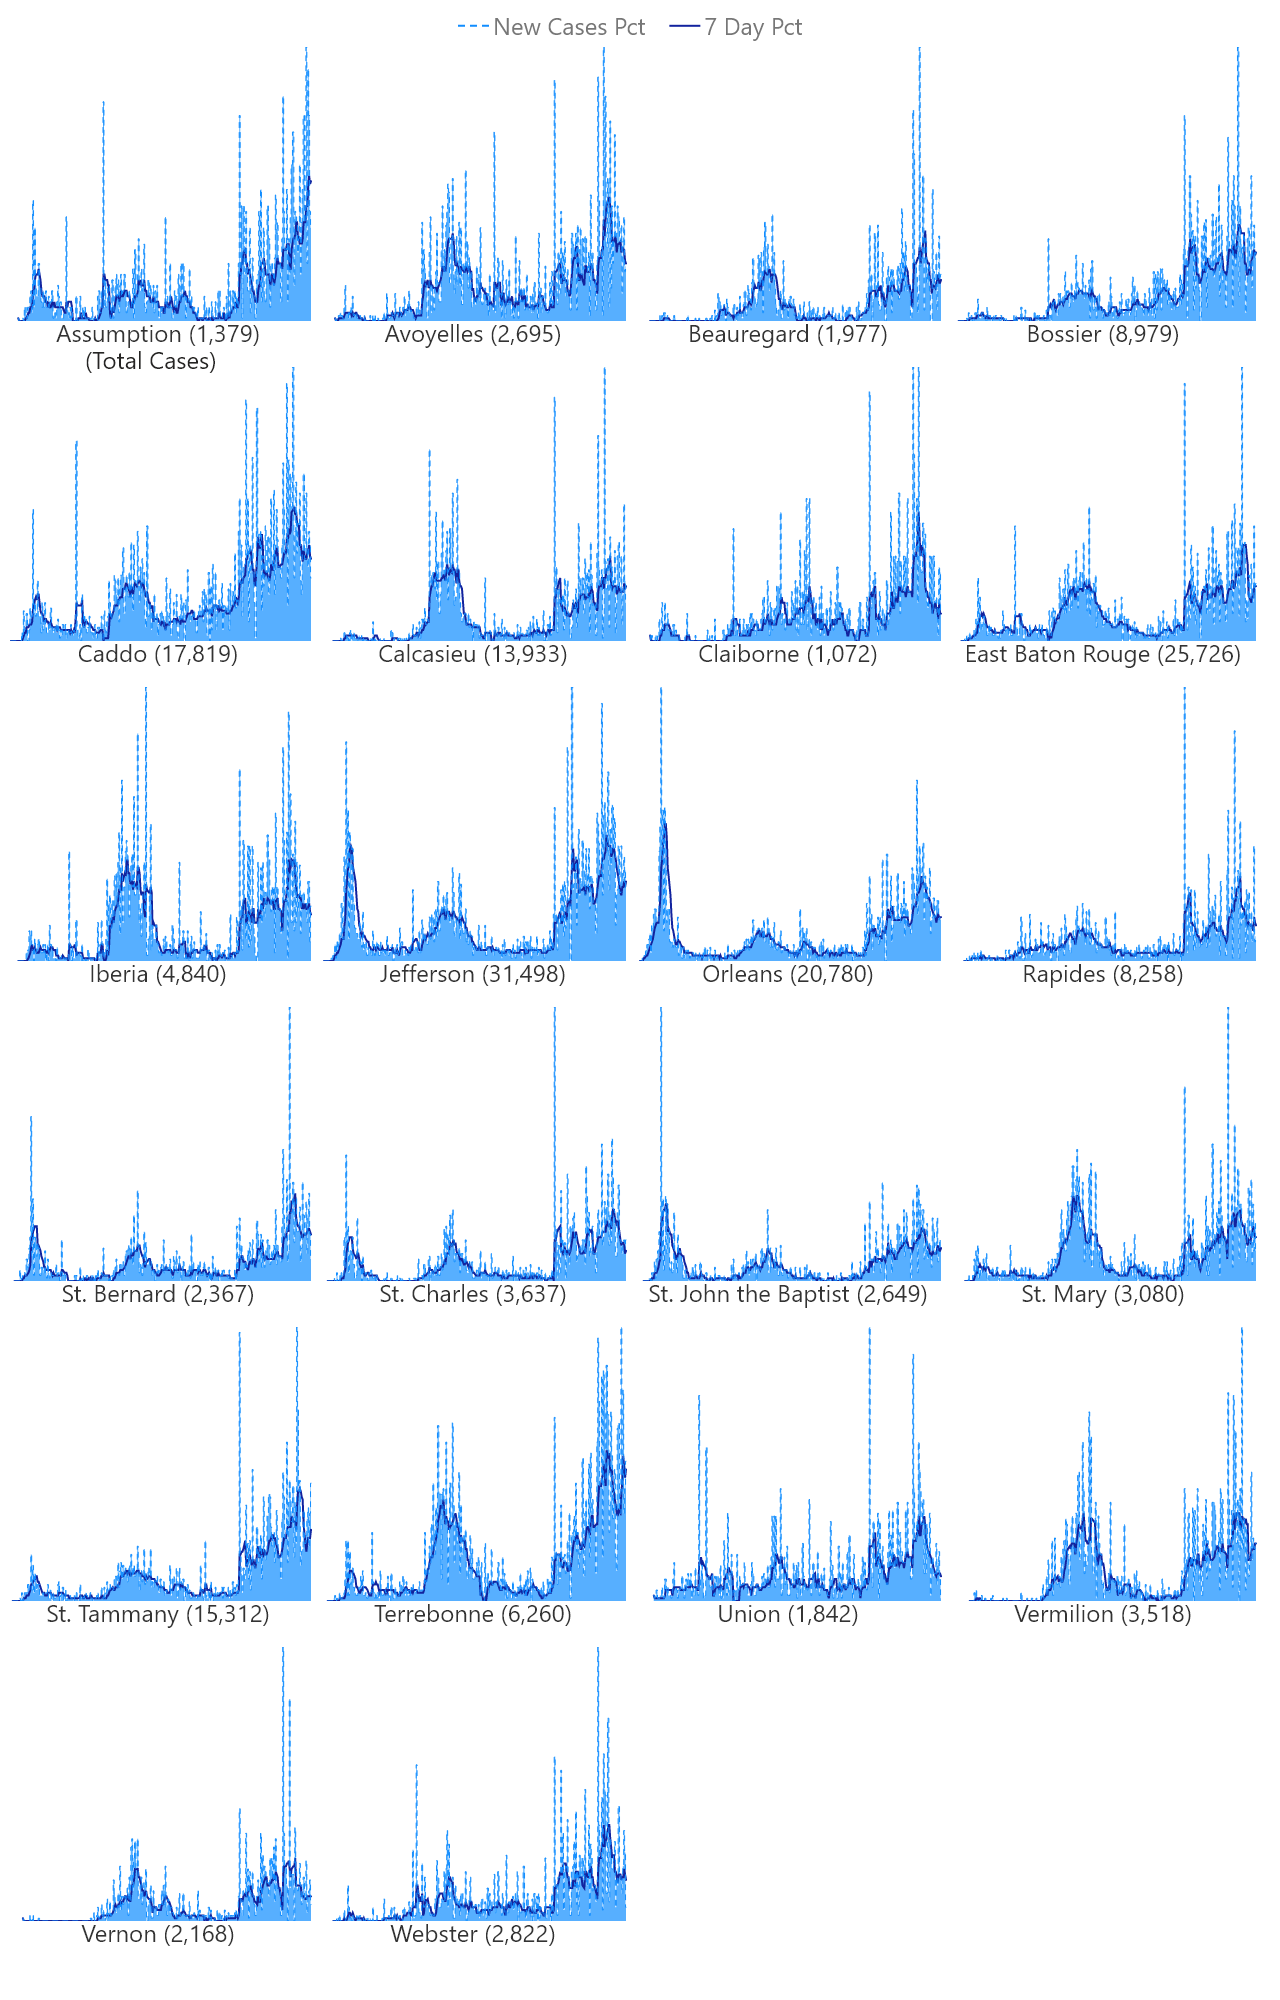 New Cases Pct 7 Day Pct
Assumption (1,379) Avoyelles (2,695) Beauregard (1,977) Bossier (8,979)
(Total Cases)
Caddo (17,819) Calcasieu (13,933) Claiborne (1,072) East Baton Rouge (25,726)
Iberia (4,840) Jefferson (31,498) Orleans (20,780) Rapides (8,258)
St. Bernard (2,367) St. Charles (3,637) St. John the Baptist (2,649) St. Mary (3,080)
St. Tammany (15,312) Terrebonne (6,260) Union (1,842) Vermilion (3,518)
Vernon (2,168) Webster (2,822)